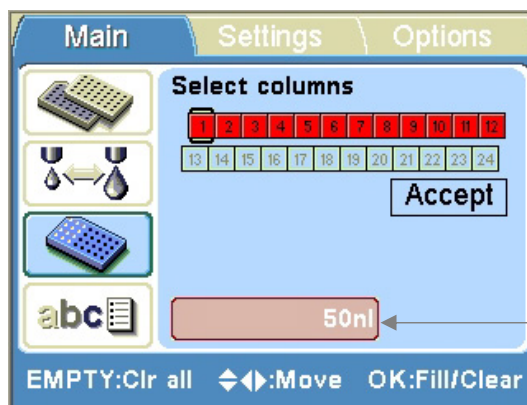 Main Settings Options
Select columns
1 2 3 4 5 6 7 8 9 10 11 12
13 14 15 16 17 18 19 20 21 22 23 24
Accept
abc
50nl
EMPTY:Clr all :Move OK:Fill/Clear